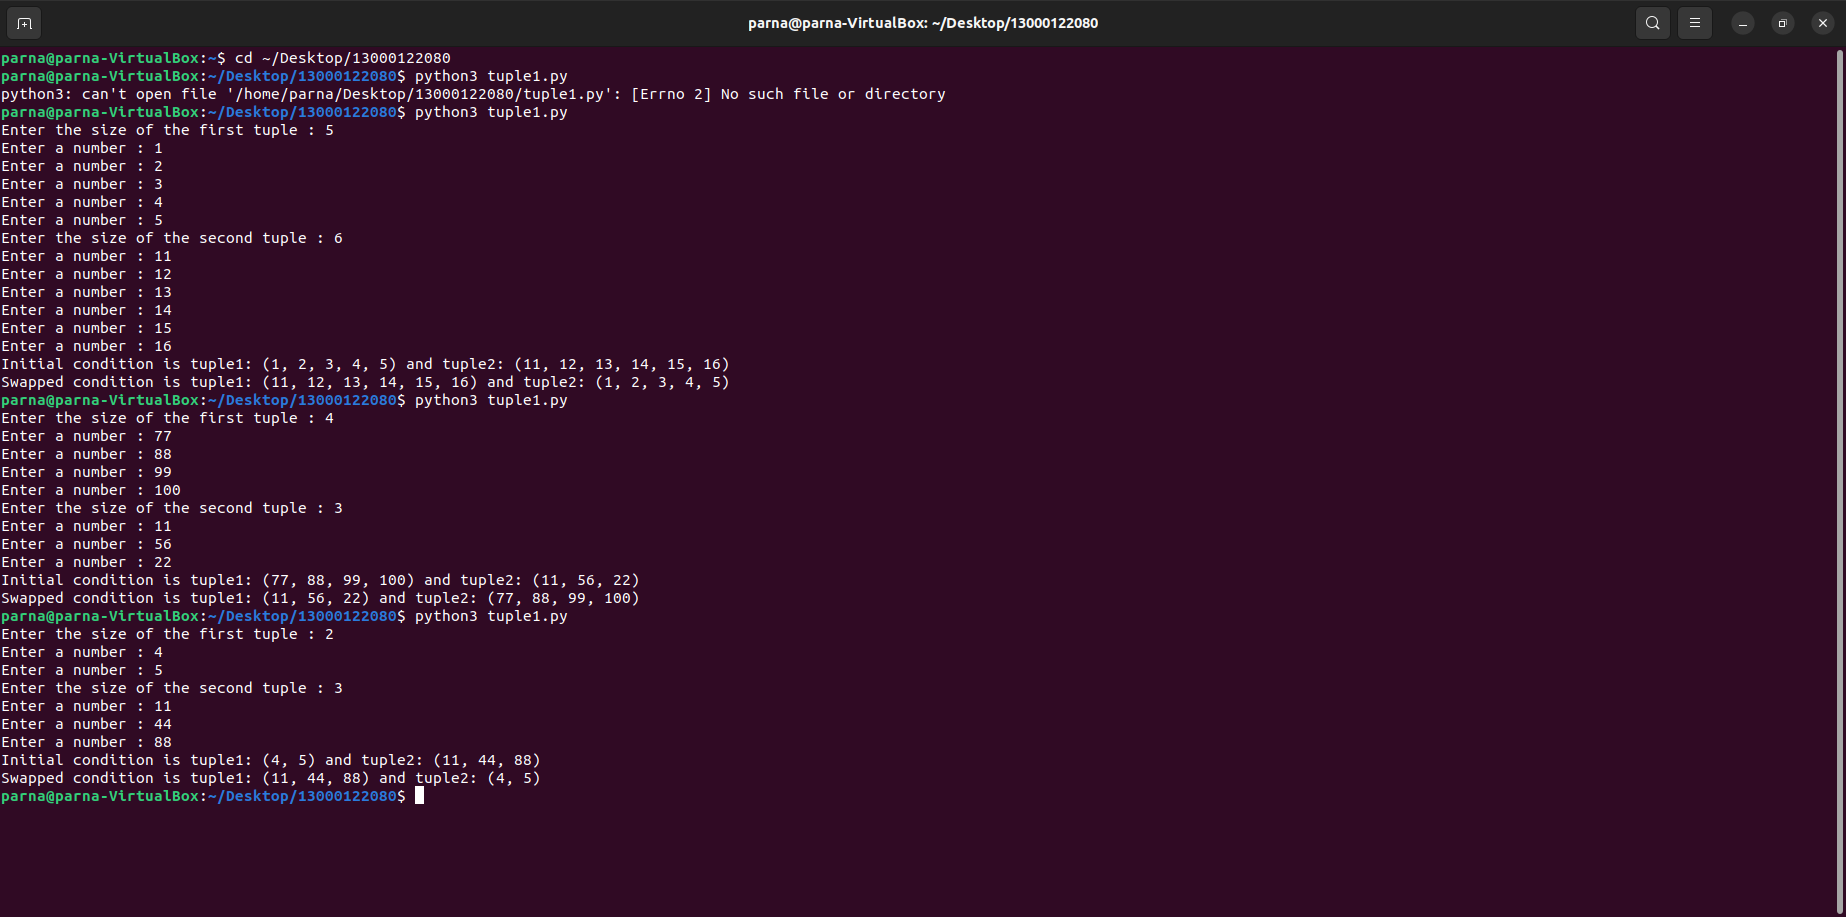 parna@parna-VirtualBox: ~/Desktop/13000122080
parna@parna-VirtualBox:~$ cd ~/Desktop/13000122080
parna@parna-VirtualBox:~/Desktop/13000122080$ python3 tuple1.py
python3: can't open file '/home/parna/Desktop/13000122080/tuple1.py': [Errno 2] No such file or directory
parna@parna-VirtualBox:~/Desktop/13000122080$ python3 tuple1.py
Enter the size of the first tuple : 5
Enter a number : 1
Enter a number : 2
Enter a number : 3
Enter a number : 4
Enter a number : 5
Enter the size of the second tuple : 6
Enter a number : 11
Enter a number : 12
Enter a number : 13
Enter a number : 14
Enter a number : 15
Enter a number : 16
Initial condition is tuple1: (1, 2, 3, 4, 5) and tuple2: (11, 12, 13, 14, 15, 16)
Swapped condition is tuple1: (11, 12, 13, 14, 15, 16) and tuple2: (1, 2, 3, 4, 5)
parna@parna-VirtualBox:~/Desktop/13000122080$ python3 tuple1.py
Enter the size of the first tuple : 4
Enter a number : 77
Enter a number : 88
Enter a number : 99
Enter a number : 100
Enter the size of the second tuple : 3
Enter a number : 11
Enter a number : 56
Enter a number : 22
Initial condition is tuple1: (77, 88, 99, 100) and tuple2: (11, 56, 22)
Swapped condition is tuple1: (11, 56, 22) and tuple2: (77, 88, 99, 100)
parna@parna-VirtualBox:~/Desktop/13000122080$ python3 tuple1.py
Enter the size of the first tuple : 2
Enter a number : 4
Enter a number : 5
Enter the size of the second tuple : 3
Enter a number : 11
Enter a number : 44
Enter a number : 88
Initial condition is tuple1: (4, 5) and tuple2: (11, 44, 88)
Swapped condition is tuple1: (11, 44, 88) and tuple2: (4, 5)
parna@parna-VirtualBox:~/Desktop/13000122080$